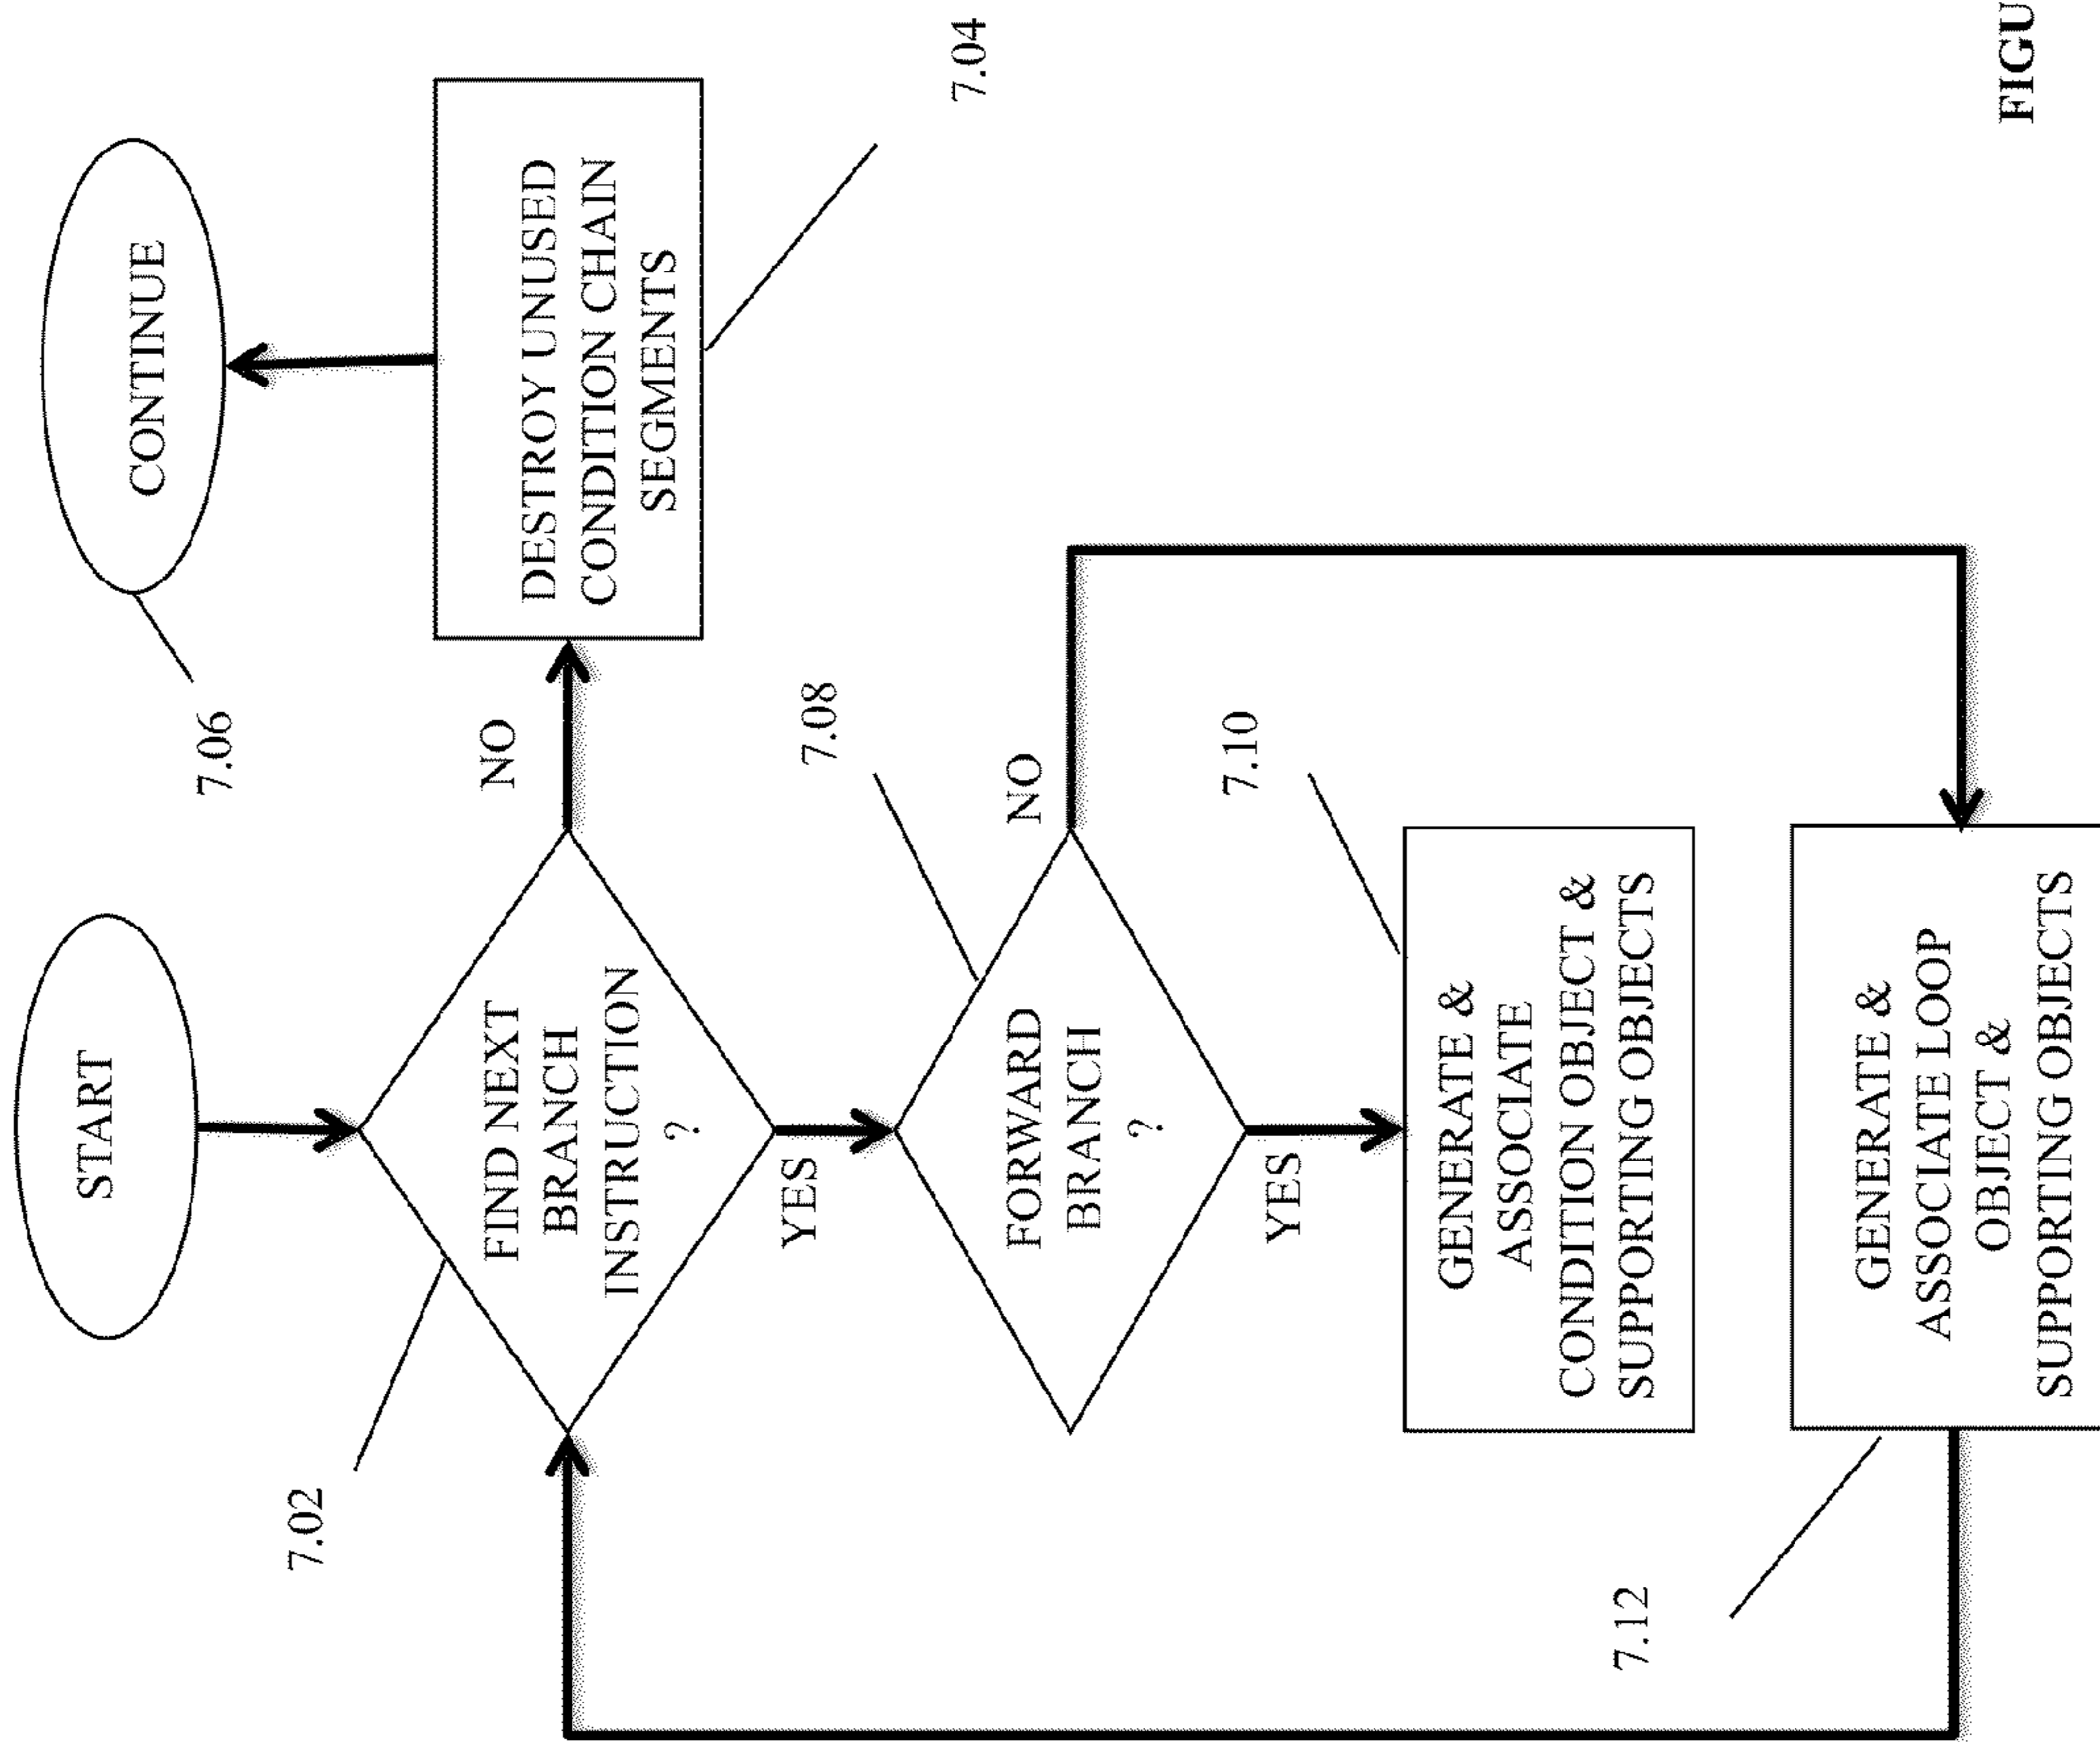 START
CONTINUE
7.06
7.02
FIND NEXT
BRANCH
INSTRUCTION
?
NO
DESTROY UNUSED
CONDITION CHAIN
SEGMENTS
7.04
YES
7.08
FORWARD
BRANCH
?
NO
YES
7.10
GENERATE &
ASSOCIATE
CONDITION OBJECT &
SUPPORTING OBJECTS
7.12
GENERATE &
ASSOCIATE LOOP
OBJECT &
SUPPORTING OBJECTS
FIGU